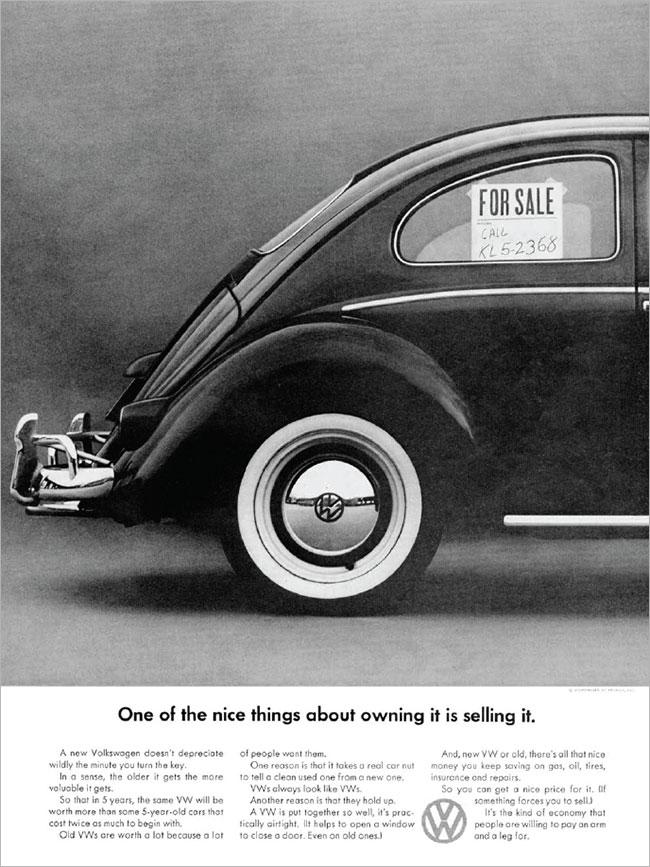 FOR SALE
CALL
KL 5-2368
© VOLKSWAGEN OF AMERICA, INC.
One of the nice things about owning it is selling it.
A new Volkswagen doesn't depreciate
wildly the minute you turn the key.
In a sense, the older it gets the more
valuable it gets.
So that in 5 years, the same VW will be
worth more than some 5-year-old cars that
cost twice as much to begin with.
Old VWs are worth a lot because a lot
of people want them.
One reason is that it takes a real car nut
to tell a clean used one from a new one.
VWs always look like VWs.
Another reason is that they hold up.
A VW is put together so well, it's prac-
tically airtight. (It helps to open a window
to close a door. Even on old ones.)
And, new VW or old, there's all that nice
money you keep saving on gas, oil, tires,
insurance and repairs.
So you can get a nice price for it. (If
something forces you to sell.)
It's the kind of economy that
people are willing to pay an arm
and a leg for.
VW
VW